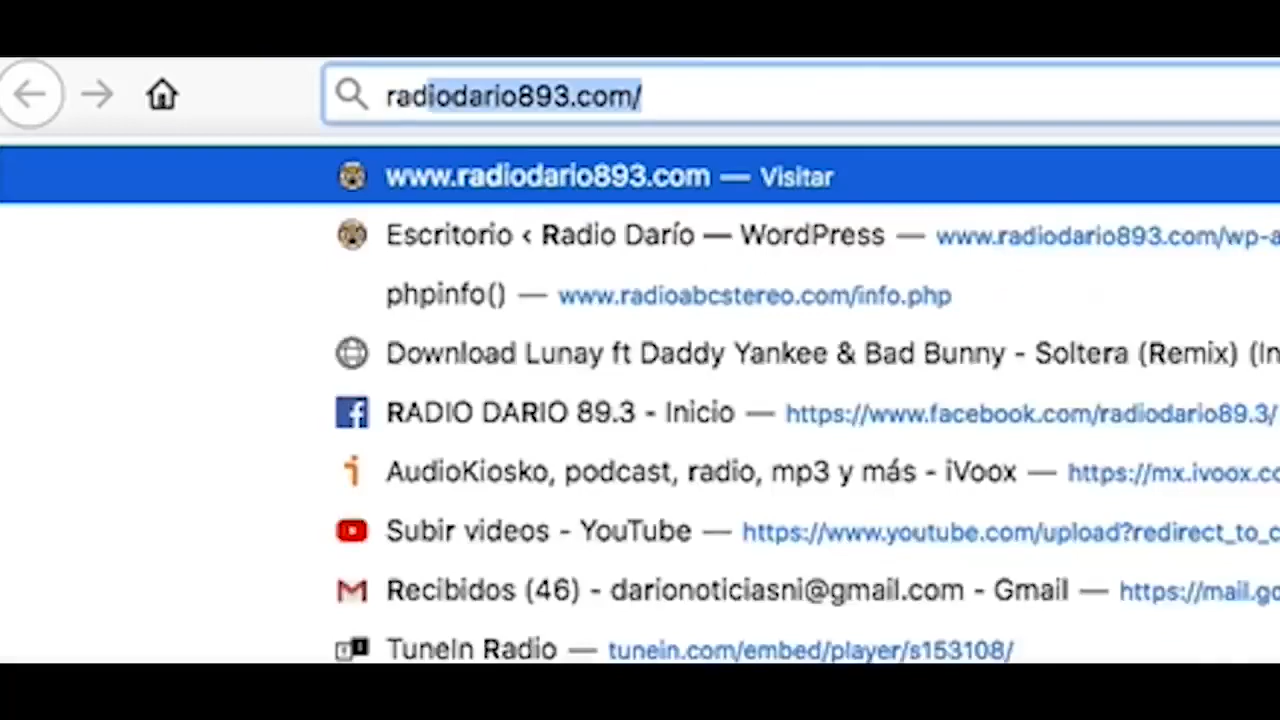 radiodario893.com/
www.radiodario893.com — Visitar
Escritorio ‹ Radio Darío — WordPress — www.radiodario893.com/wp-a
phpinfo() — www.radioabcstereo.com/info.php
Download Lunay ft Daddy Yankee & Bad Bunny - Soltera (Remix) (In
RADIO DARIO 89.3 - Inicio — https://www.facebook.com/radiodario89.3/
AudioKiosko, podcast, radio, mp3 y más - iVoox — https://mx.ivoox.co
Subir videos - YouTube — https://www.youtube.com/upload?redirect_to_c
Recibidos (46) - darionoticiasni@gmail.com - Gmail — https://mail.go
TuneIn Radio — tunein.com/embed/player/s153108/